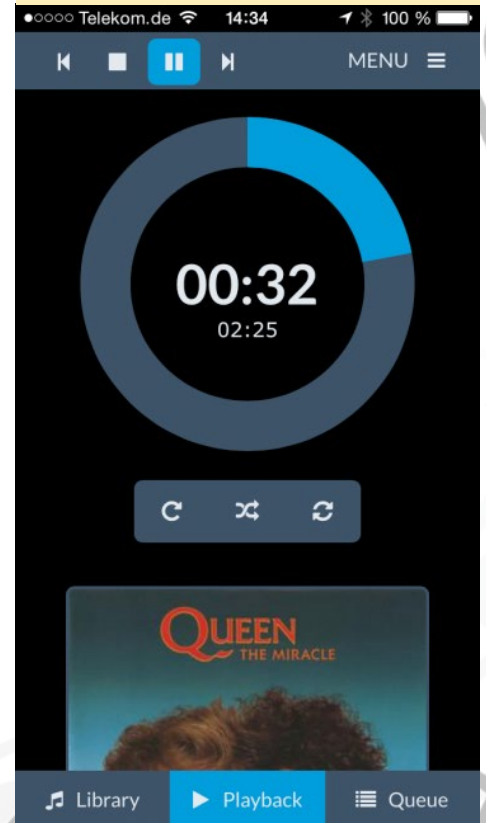 Telekom.de 14:34 100 %
MENU
00:32
02:25
QUEEN
THE MIRACLE
Library Playback Queue